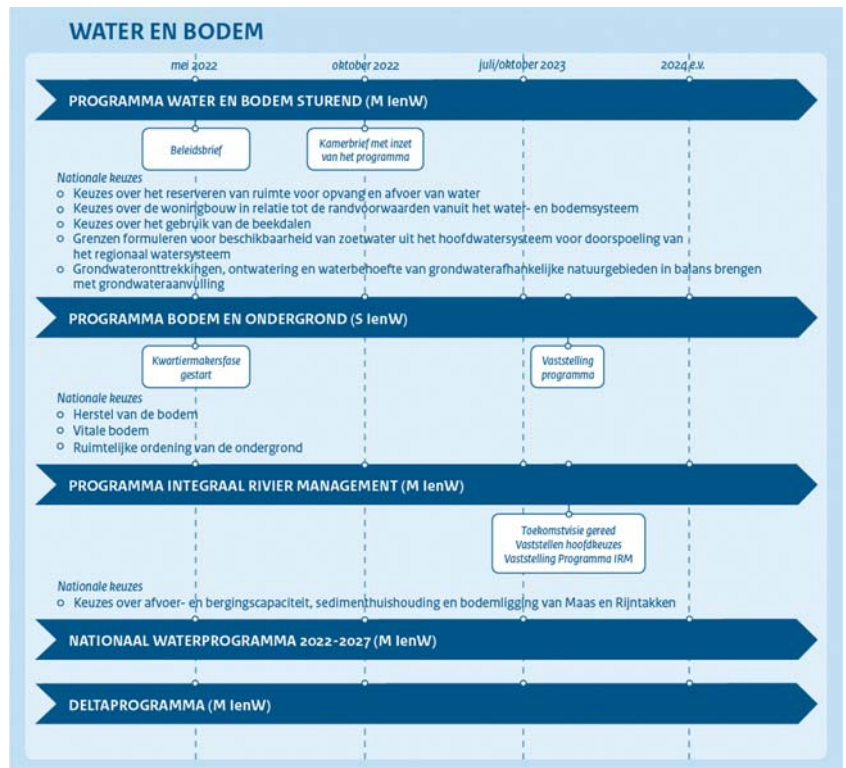 WATER EN BODEM
mei 2022
oktober 2022
juli/oktober 2023
2024 e.v.
PROGRAMMA WATER EN BODEM STUREND (M IenW)
Beleidsbrief
Kamerbrief met inzet
van het programma
Nationale keuzes
Keuzes over het reserveren van ruimte voor opvang en afvoer van water
Keuzes over de woningbouw in relatie tot de randvoorwaarden vanuit het water- en bodemsysteem
Keuzes over het gebruik van de beekdalen
Grenzen formuleren voor beschikbaarheid van zoetwater uit het hoofdwatersysteem voor doorspoeling van
het regionaal watersysteem
Grondwateronttrekkingen, ontwatering en waterbehoefte van grondwaterafhankelijke natuurgebieden in balans brengen
met grondwateraanvulling
PROGRAMMA BODEM EN ONDERGROND (S IenW)
Kwartiermakersfase
gestart
Vaststelling
programma
Nationale keuzes
Herstel van de bodem
Vitale bodem
Ruimtelijke ordening van de ondergrond
PROGRAMMA INTEGRAAL RIVIER MANAGEMENT (M IenW)
Toekomstvisie gereed
Vaststellen hoofdkeuzes
Vaststelling Programma IRM
Nationale keuzes
Keuzes over afvoer- en bergingscapaciteit, sedimenthuishouding en bodemligging van Maas en Rijntakken
NATIONAAL WATERPROGRAMMA 2022-2027 (M IenW)
DELTAPROGRAMMA (M IenW)